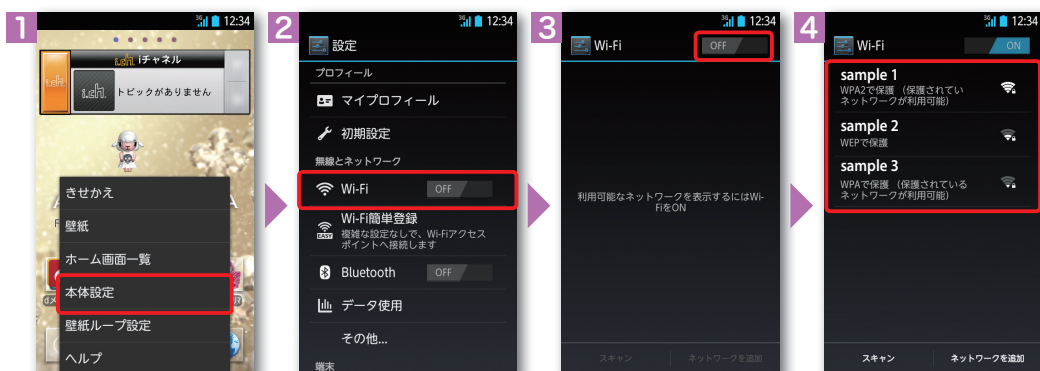 1
3G 12:34
i.ch. iチャネル
i.ch.
i.ch. トピックがありません
きせかえ
壁紙
ホーム画面一覧
本体設定
壁紙ループ設定
ヘルプ
2
3G 12:34
設定
プロフィール
マイプロフィール
初期設定
無線とネットワーク
Wi-Fi OFF
Wi-Fi簡単登録
EASY 複雑な設定なしで、Wi-Fiアクセス
ポイントへ接続します
Bluetooth OFF
データ使用
その他...
端末
3
3G 12:34
Wi-Fi OFF
利用可能なネットワークを表示するにはWi-
FiをON
スキャン ネットワークを追加
4
3G 12:34
Wi-Fi ON
sample 1
WPA2で保護 （保護されてい
ネットワークが利用可能）
sample 2
WEPで保護
sample 3
WPAで保護 （保護されている
ネットワークが利用可能）
スキャン ネットワークを追加